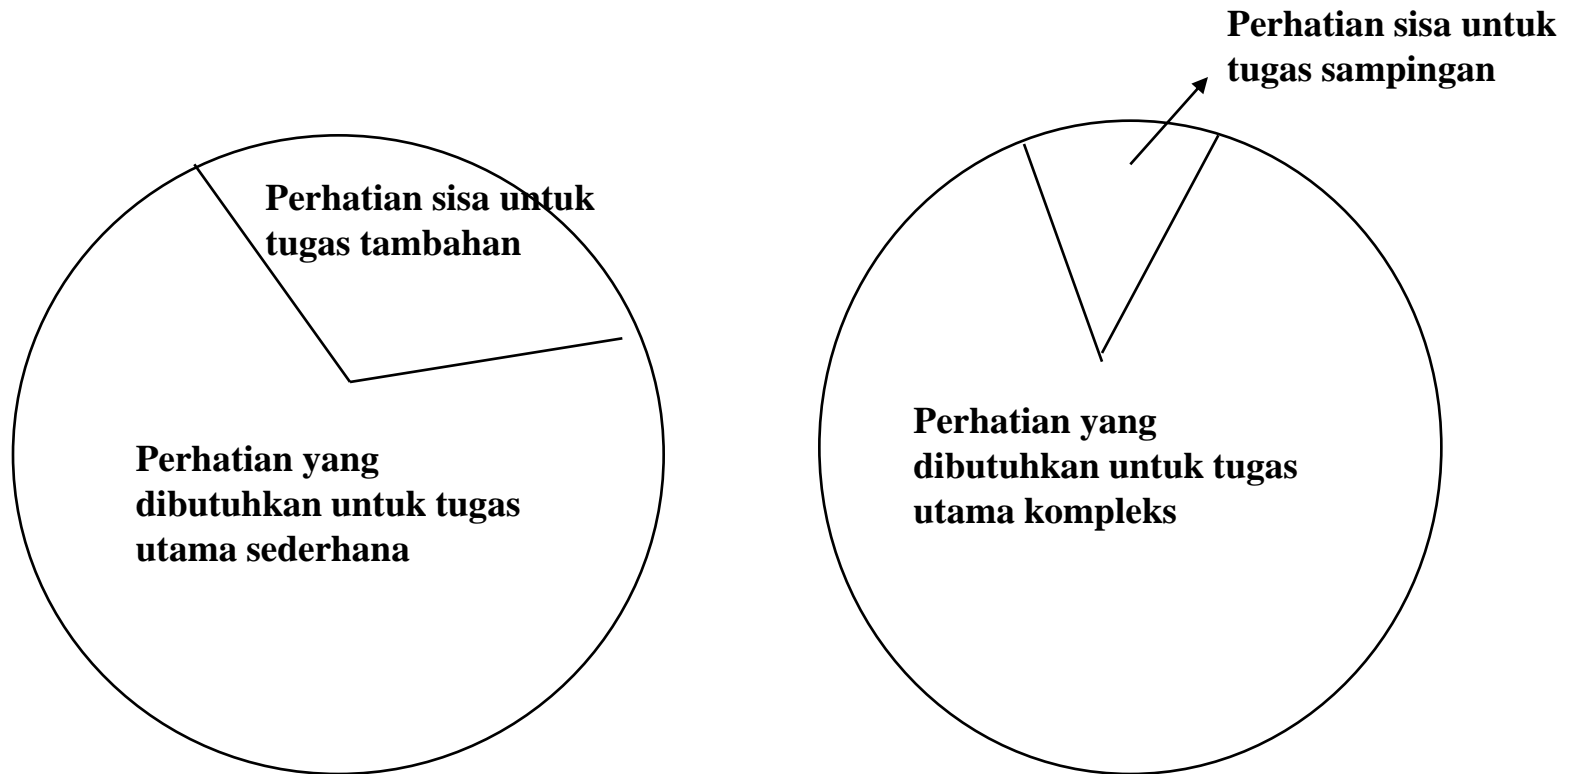 Perhatian sisa untuk
tugas tambahan
Perhatian yang
dibutuhkan untuk tugas
utama sederhana
Perhatian sisa untuk
tugas sampingan
Perhatian yang
dibutuhkan untuk tugas
utama kompleks